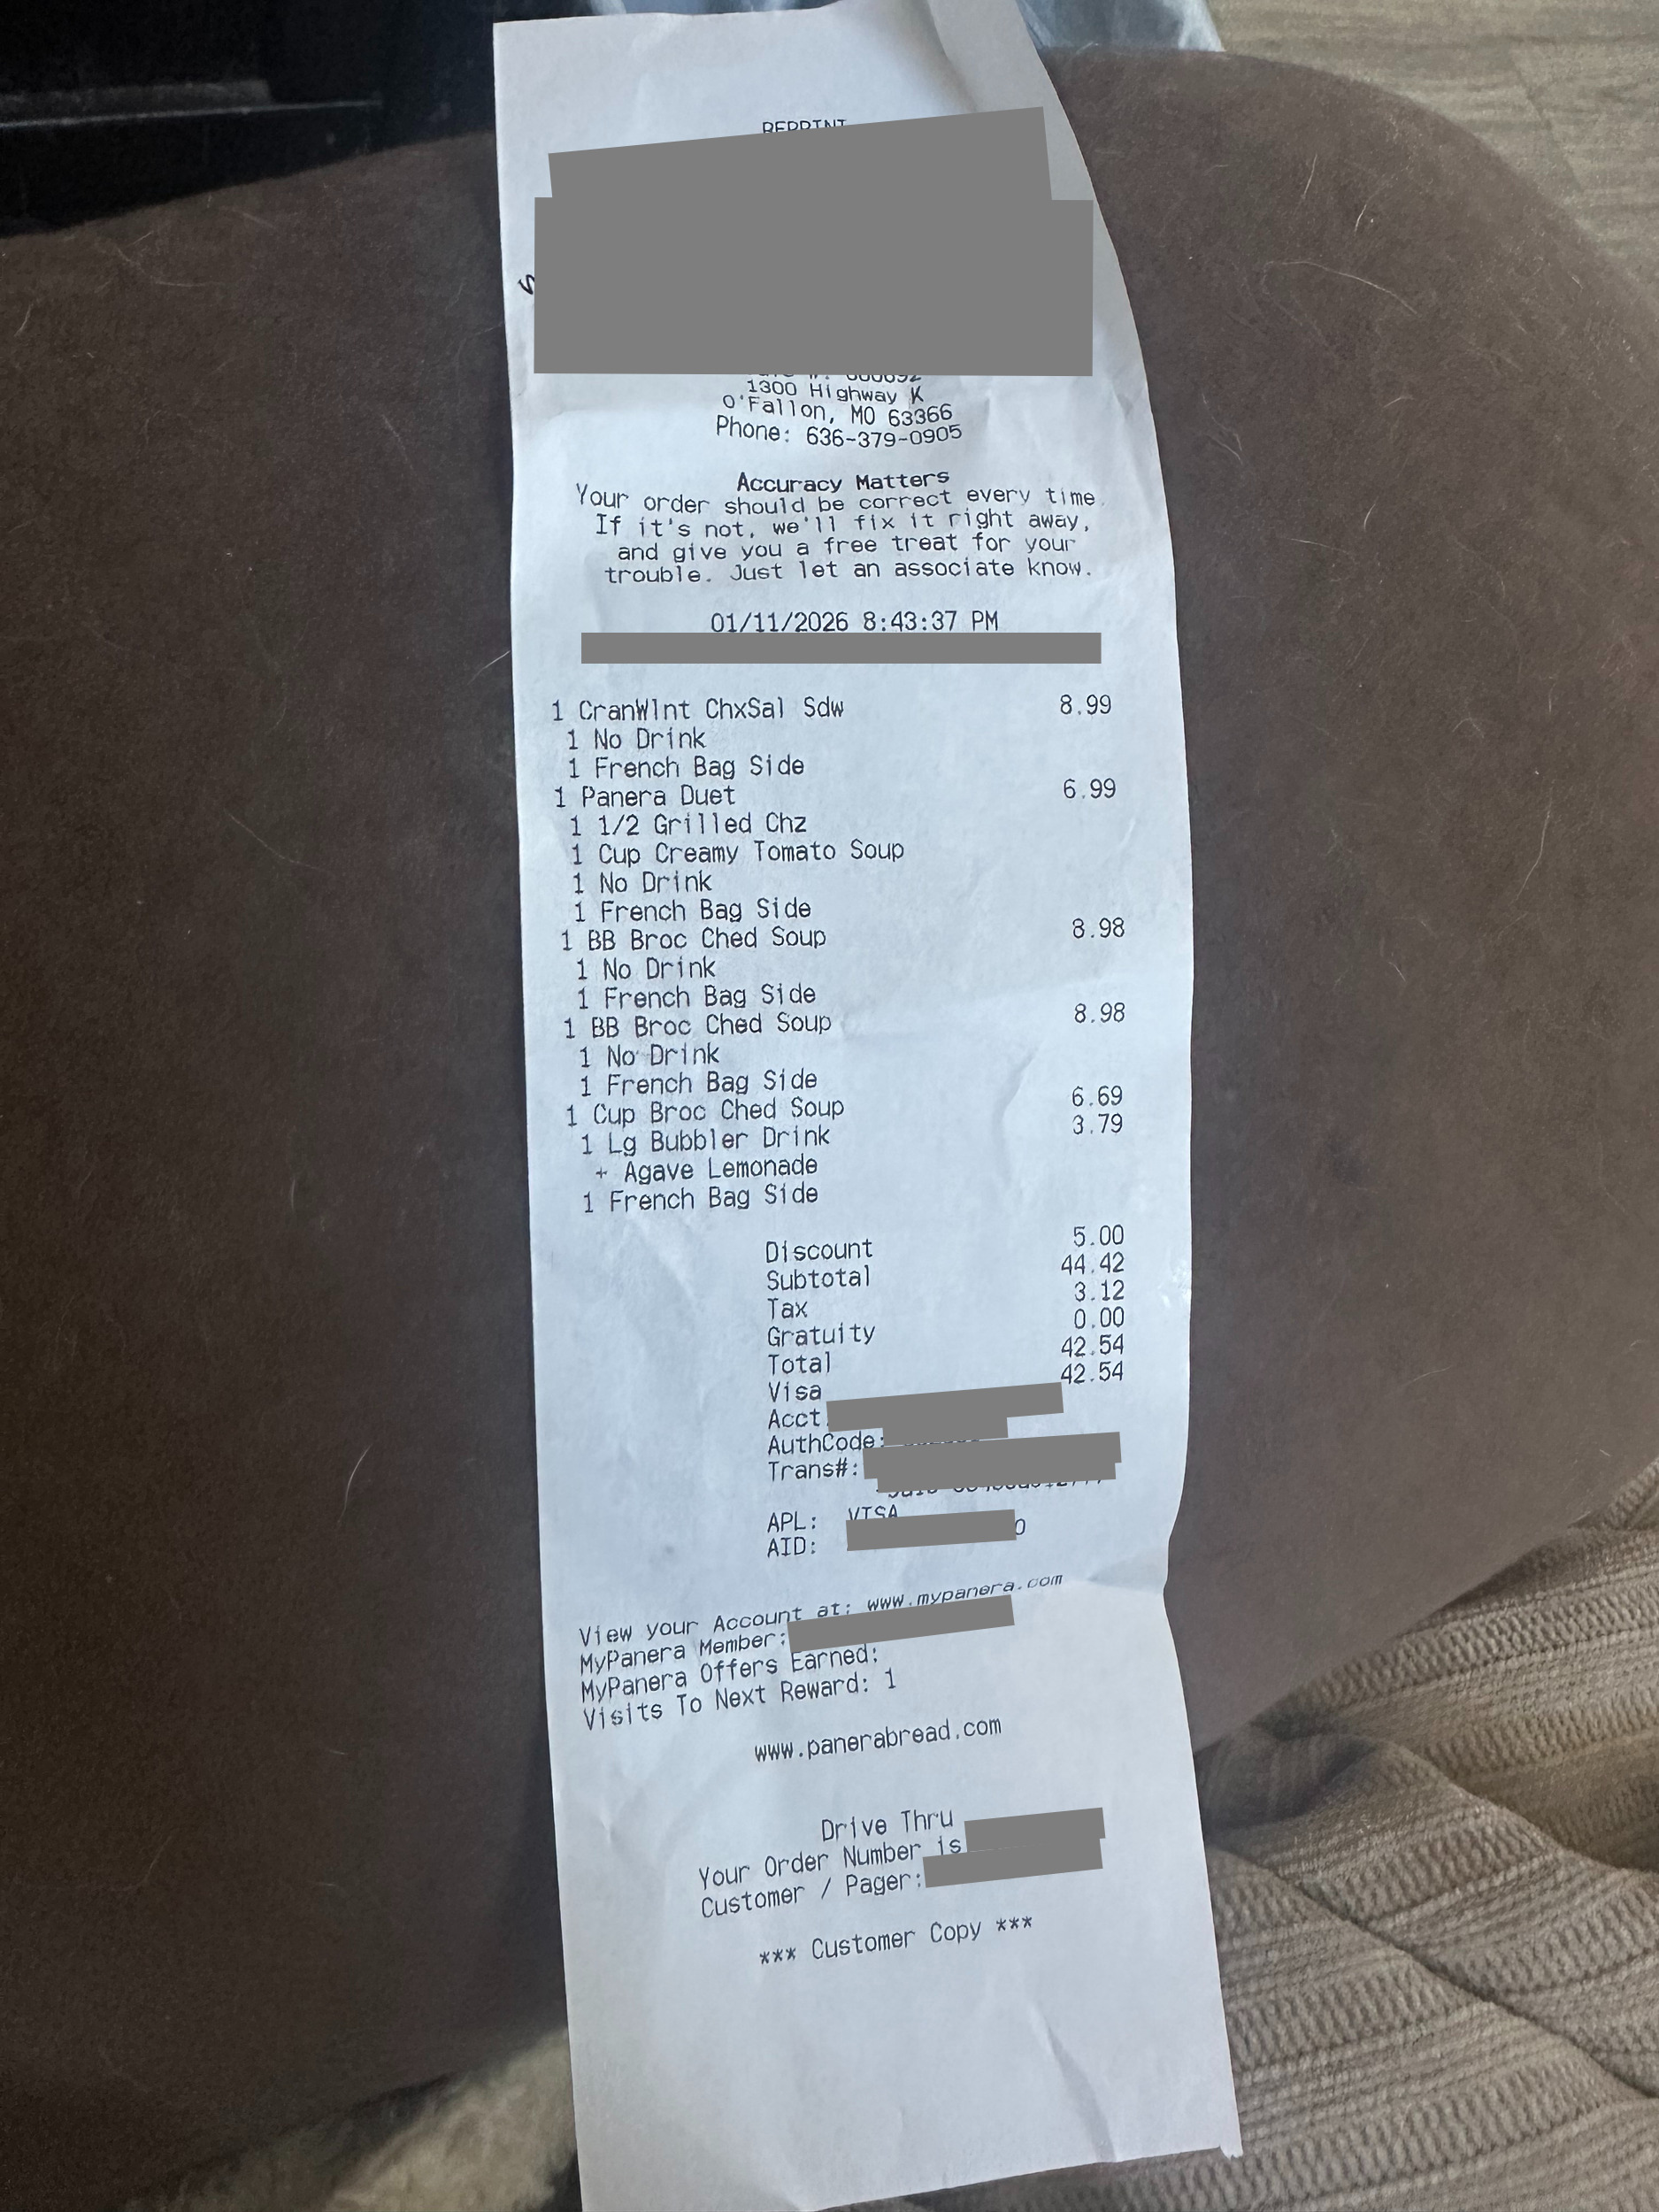 1300 Highway K
O'Fallon, MO 63366
Phone: 636-379-0905
Accuracy Matters
Your order should be correct every time.
If it's not, we'll fix it right away,
and give you a free treat for your
trouble. Just let an associate know.
01/11/2026 8:43:37 PM
1 CranWlnt ChxSal Sdw 8.99
1 No Drink
1 French Bag Side
1 Panera Duet 6.99
1 1/2 Grilled Chz
1 Cup Creamy Tomato Soup
1 No Drink
1 French Bag Side
1 BB Broc Ched Soup 8.98
1 No Drink
1 French Bag Side
1 BB Broc Ched Soup 8.98
1 No Drink
1 French Bag Side
1 Cup Broc Ched Soup 6.69
1 Lg Bubbler Drink 3.79
+ Agave Lemonade
1 French Bag Side
Discount 5.00
Subtotal 44.42
Tax 3.12
Gratuity 0.00
Total 42.54
Visa 42.54
Acct
AuthCode:
Trans#:
APL: VISA
AID:
View your Account at: www.mypanera.com
MyPanera Member:
MyPanera Offers Earned:
Visits To Next Reward: 1
www.panerabread.com
Drive Thru
Your Order Number is
Customer / Pager:
*** Customer Copy ***